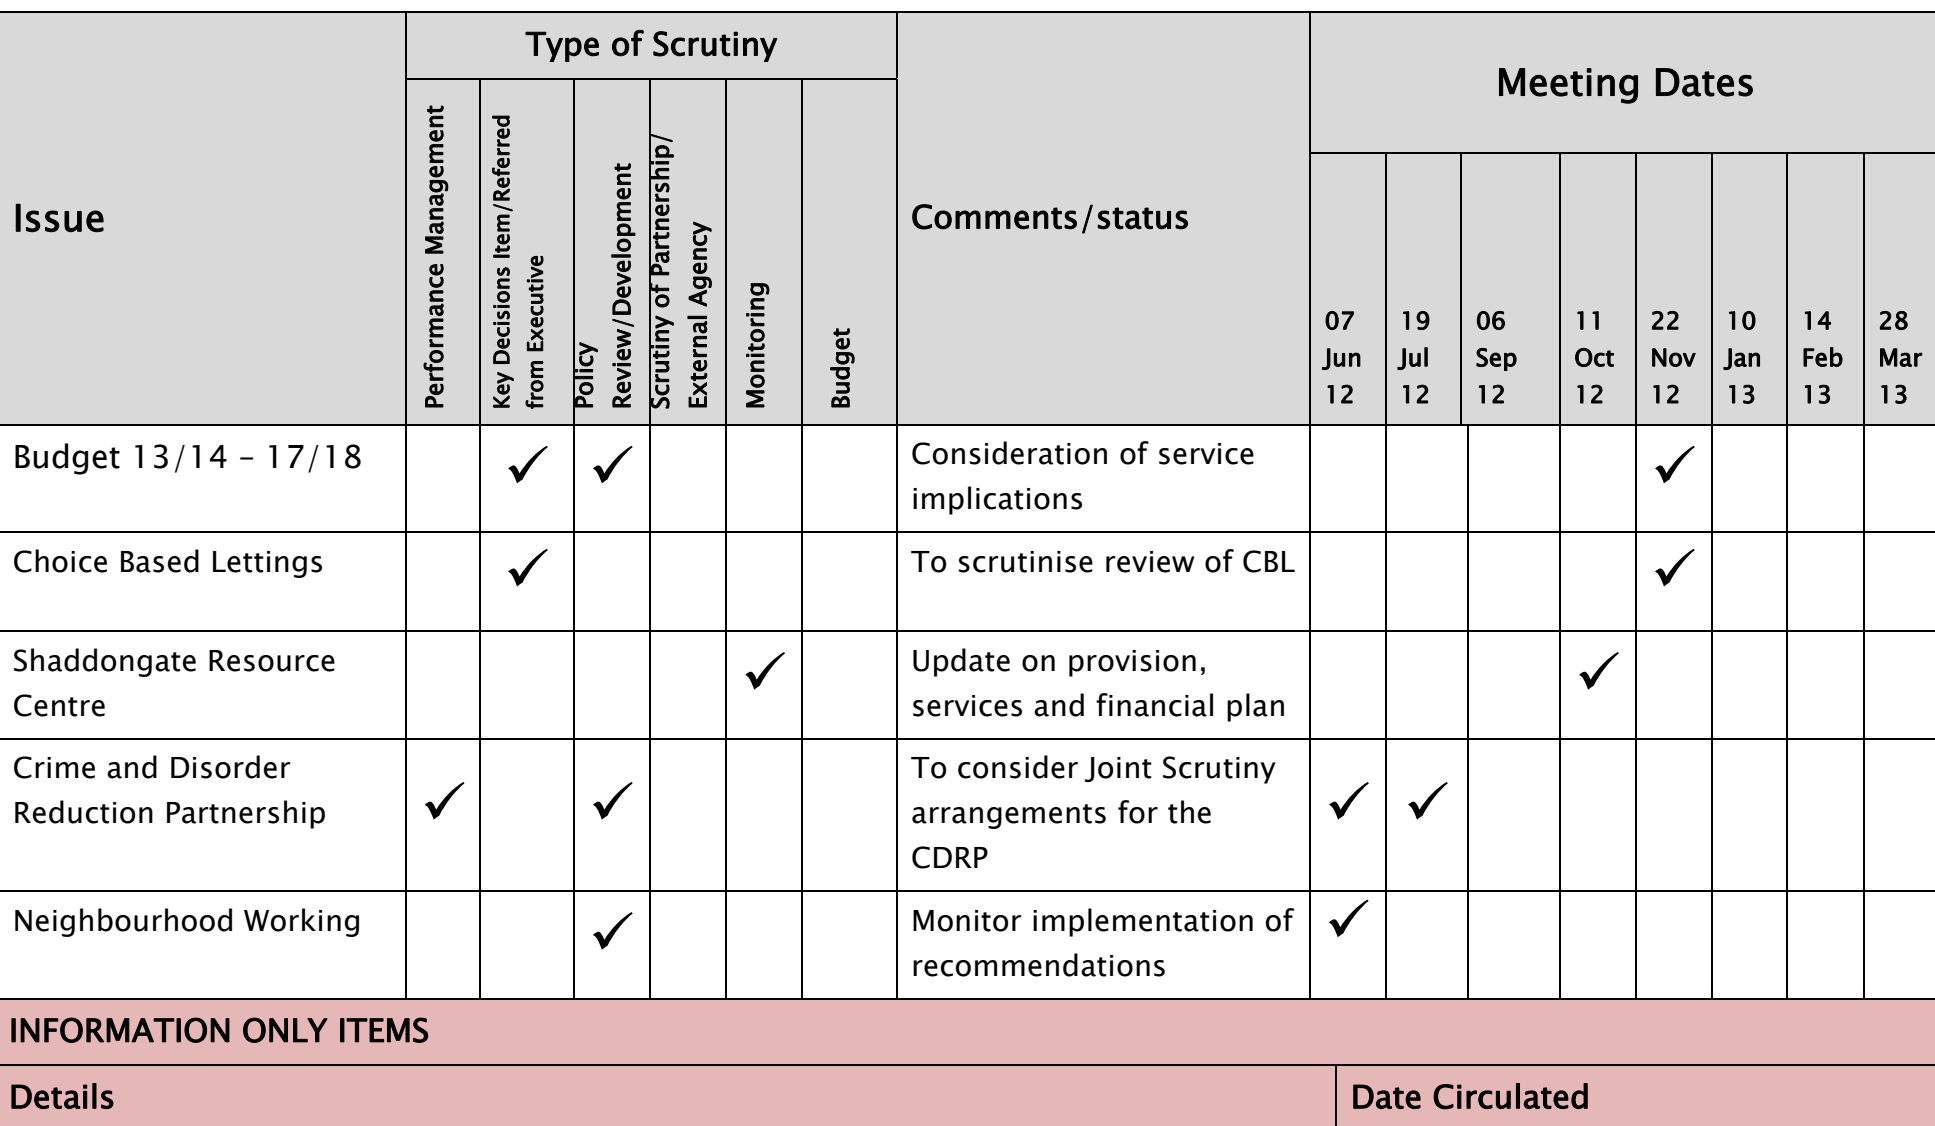 Issue
Type of Scrutiny
Performance Management
Key Decisions Item/Referred
from Executive
Policy
Review/Development
Scrutiny of Partnership/
External Agency
Monitoring
Budget
Comments/status
Meeting Dates
07
Jun
12
19
Jul
12
06
Sep
12
11
Oct
12
22
Nov
12
10
Jan
13
14
Feb
13
28
Mar
13
Budget 13/14 – 17/18
✓
✓
Consideration of service
implications
✓
Choice Based Lettings
✓
To scrutinise review of CBL
✓
Shaddongate Resource
Centre
✓
Update on provision,
services and financial plan
✓
Crime and Disorder
Reduction Partnership
✓
✓
To consider Joint Scrutiny
arrangements for the
CDRP
✓
✓
Neighbourhood Working
✓
Monitor implementation of
recommendations
✓
INFORMATION ONLY ITEMS
Details
Date Circulated